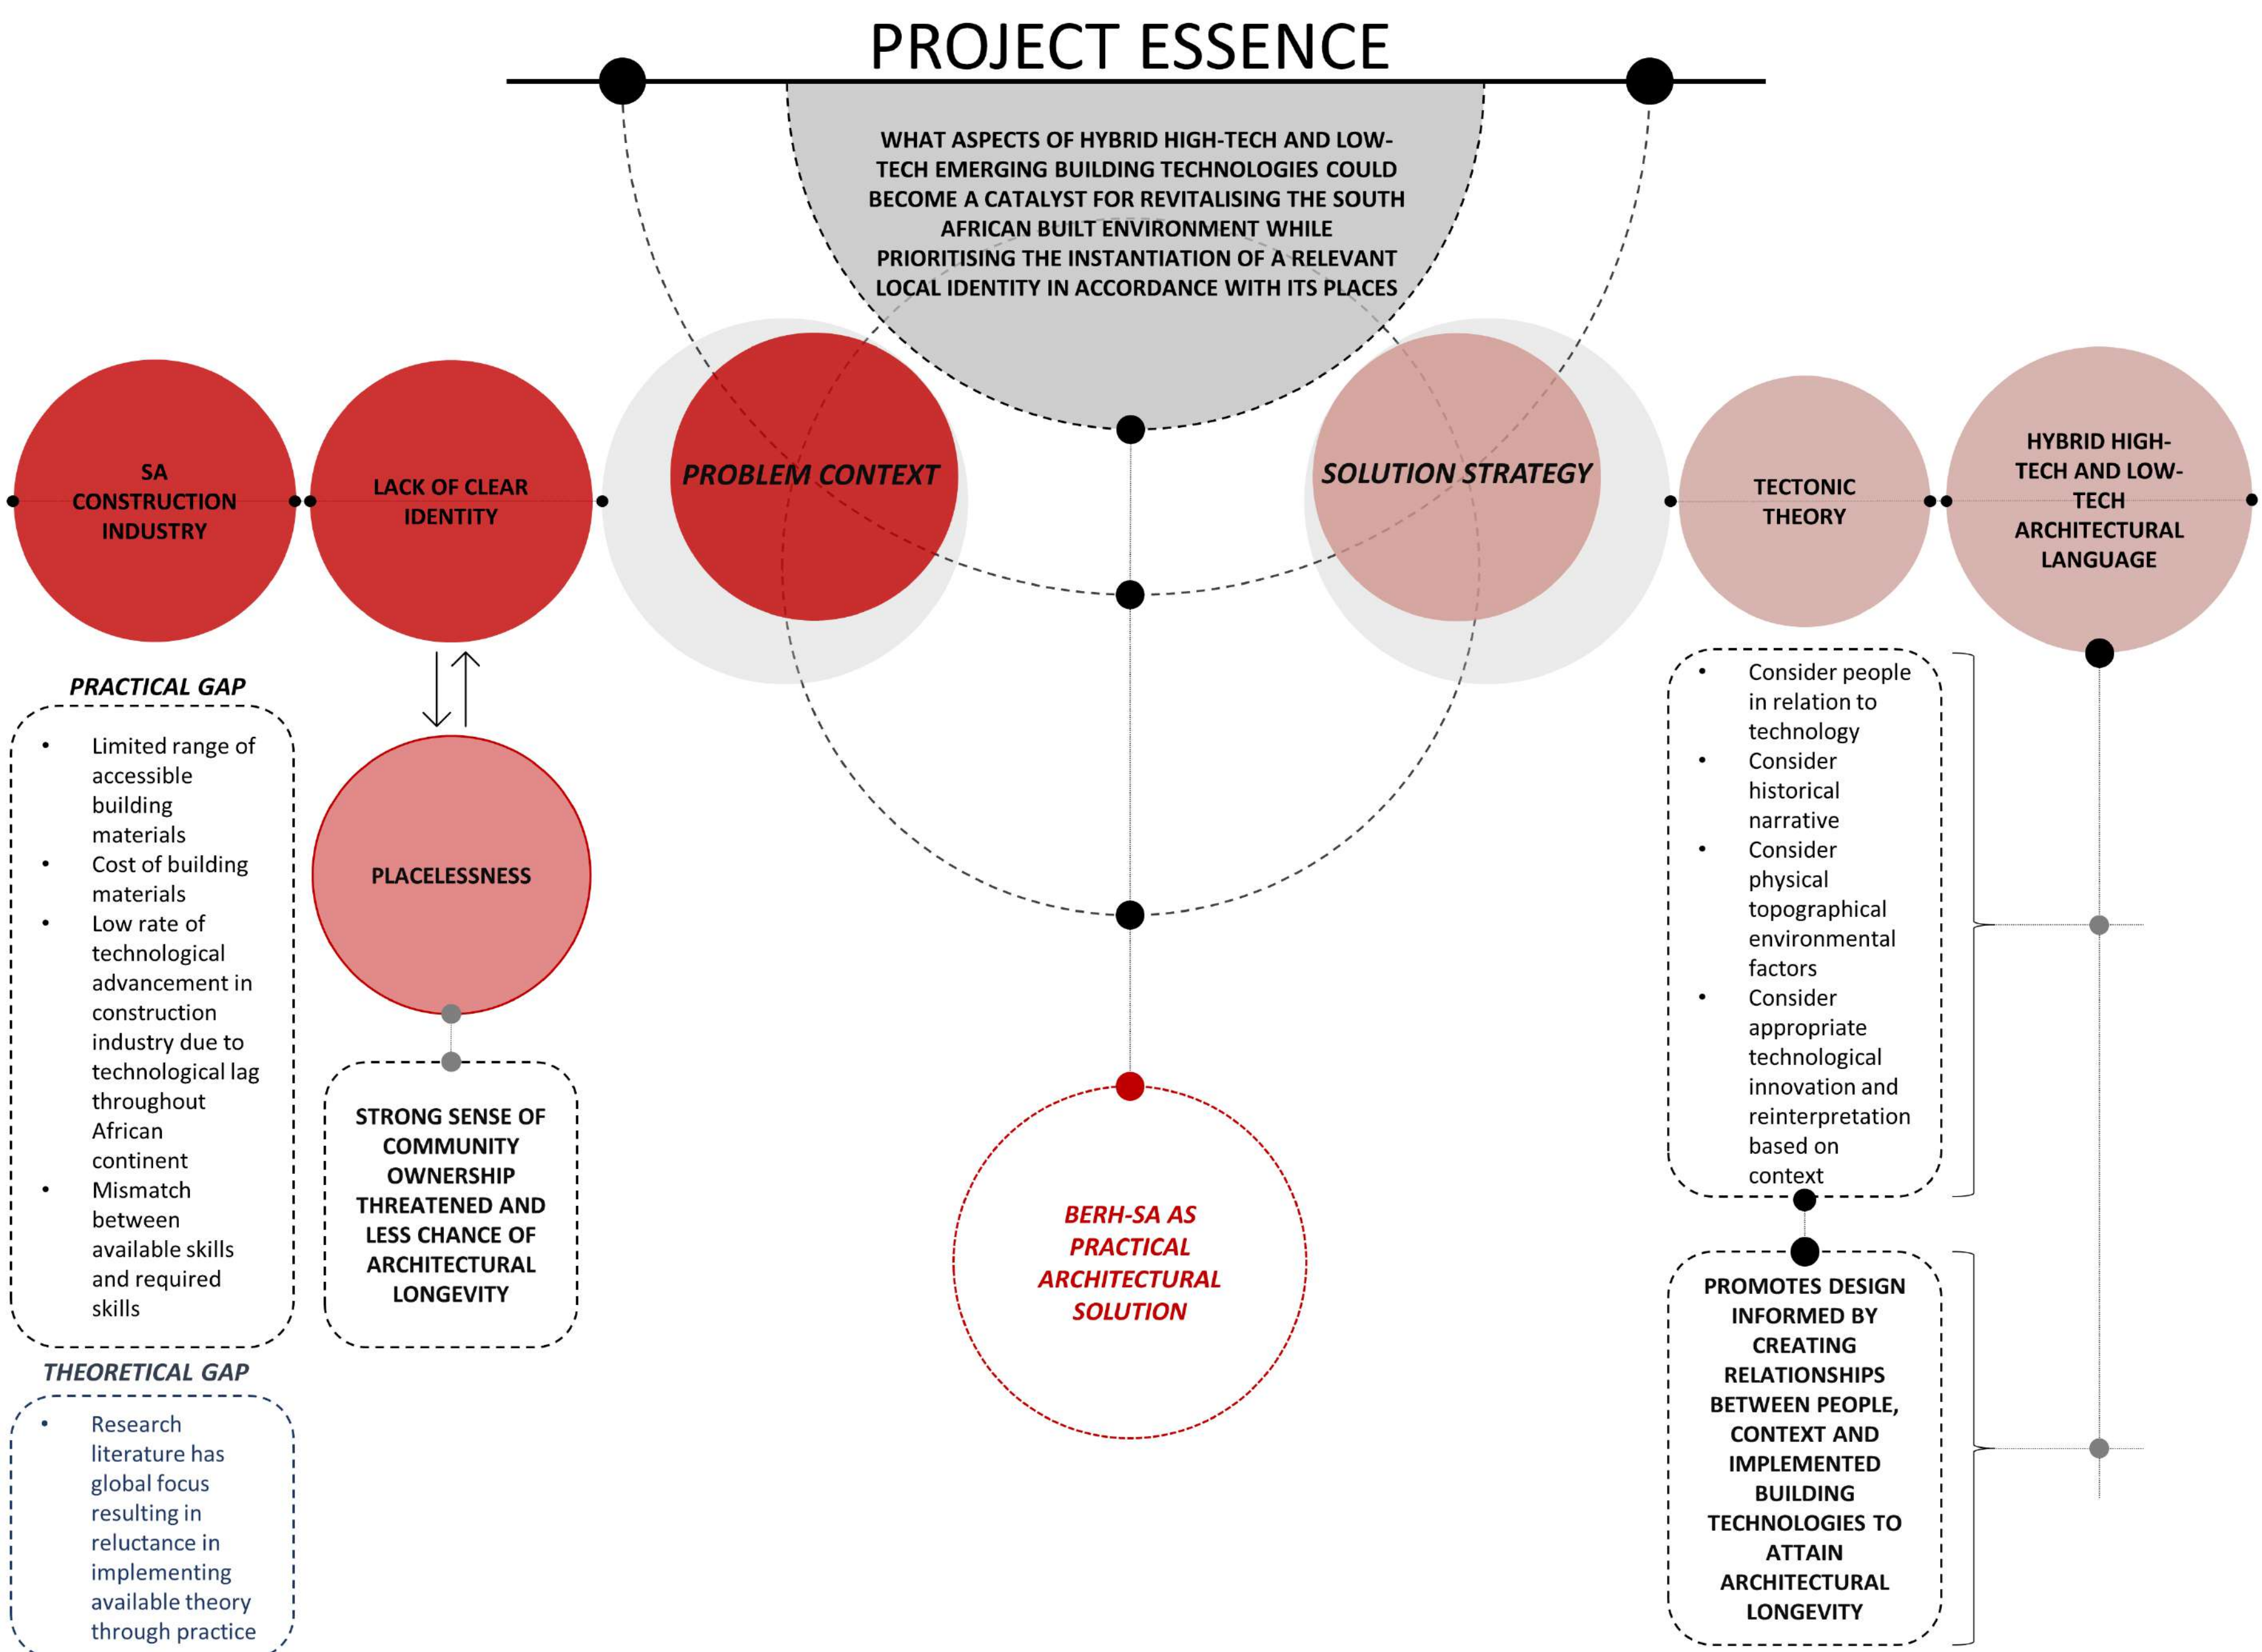 PROJECT ESSENCE
WHAT ASPECTS OF HYBRID HIGH-TECH AND LOW-
TECH EMERGING BUILDING TECHNOLOGIES COULD
BECOME A CATALYST FOR REVITALISING THE SOUTH
AFRICAN BUILT ENVIRONMENT WHILE
PRIORITISING THE INSTANTIATION OF A RELEVANT
LOCAL IDENTITY IN ACCORDANCE WITH ITS PLACES
SA
CONSTRUCTION
INDUSTRY
LACK OF CLEAR
IDENTITY
PROBLEM CONTEXT
SOLUTION STRATEGY
TECTONIC
THEORY
HYBRID HIGH-
TECH AND LOW-
TECH
ARCHITECTURAL
LANGUAGE
PRACTICAL GAP
• Limited range of
accessible
building
materials
• Cost of building
materials
• Low rate of
technological
advancement in
construction
industry due to
technological lag
throughout
African
continent
• Mismatch
between
available skills
and required
skills
THEORETICAL GAP
• Research
literature has
global focus
resulting in
reluctance in
implementing
available theory
through practice
PLACELESSNESS
STRONG SENSE OF
COMMUNITY
OWNERSHIP
THREATENED AND
LESS CHANCE OF
ARCHITECTURAL
LONGEVITY
BERH-SA AS
PRACTICAL
ARCHITECTURAL
SOLUTION
• Consider people
in relation to
technology
• Consider
historical
narrative
• Consider
physical
topographical
environmental
factors
• Consider
appropriate
technological
innovation and
reinterpretation
based on
context
PROMOTES DESIGN
INFORMED BY
CREATING
RELATIONSHIPS
BETWEEN PEOPLE,
CONTEXT AND
IMPLEMENTED
BUILDING
TECHNOLOGIES TO
ATTAIN
ARCHITECTURAL
LONGEVITY